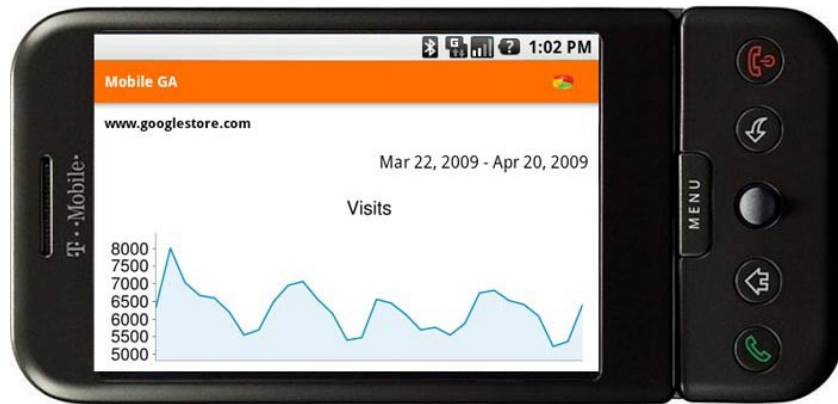 G ? 1:02 PM
Mobile GA
www.googlestore.com
Mar 22, 2009 - Apr 20, 2009
Visits
8000
7500
7000
6500
6000
5500
5000
T··Mobile·
MENU